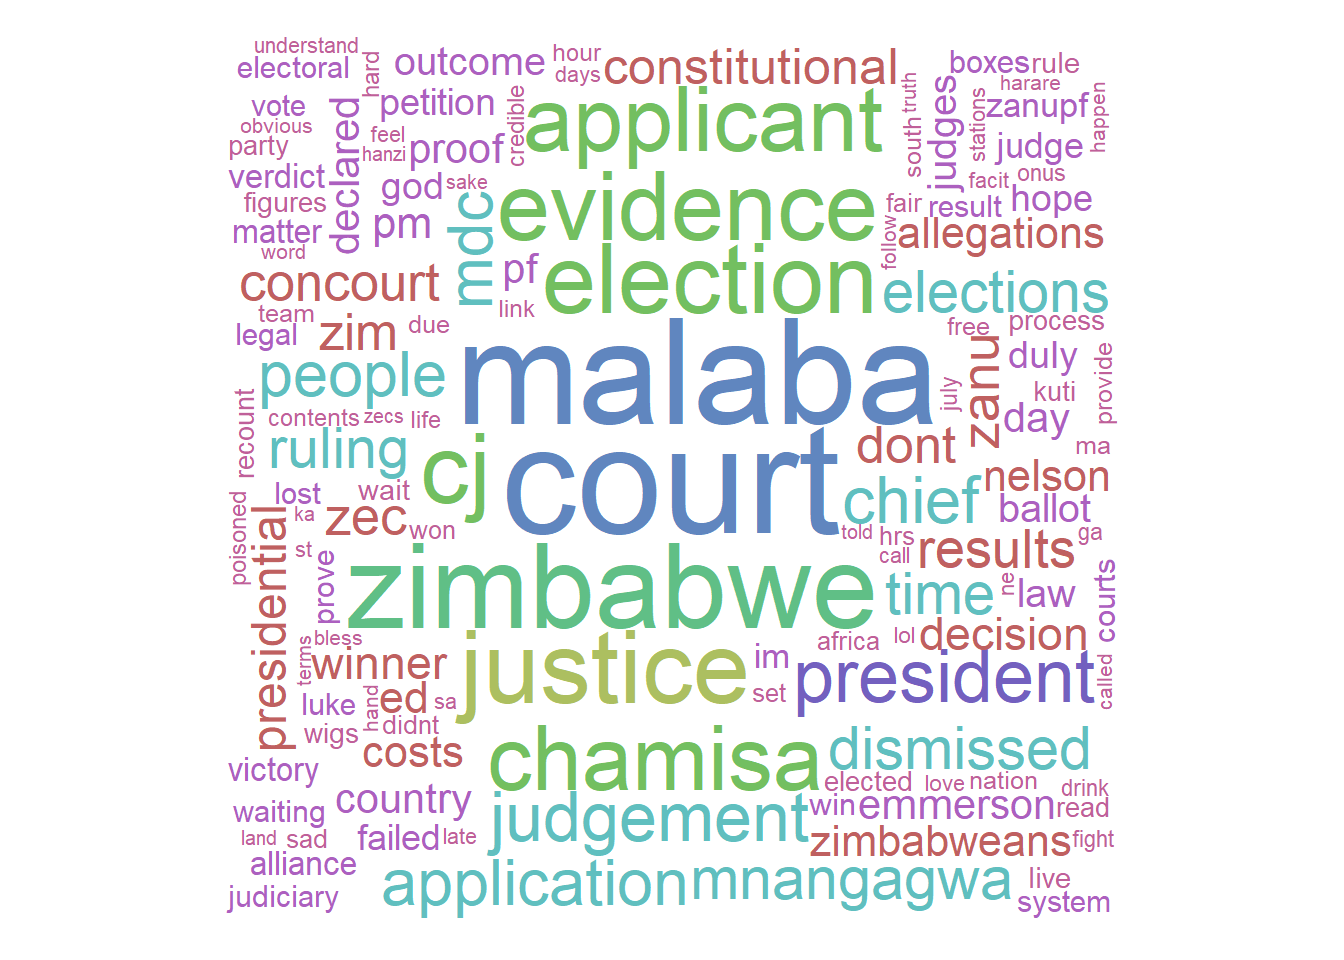 understand
electoral
hard
outcome
hour
days
constitutional
boxes
rule
vote
petition
credible
applicant
truth
judges
zanupf
harare
happen
obvious
party
declared
feel
hanzi
proof
south
stations
judge
verdict
god
sake
mdc
evidence
facit
onus
figures
fair
result
hope
matter
pm
follow
allegations
word
pf
election
concourt
link
elections
team
legal
zim
due
malaba
free
process
people
zanu
duly
contents
zecs
life
july
kuti
provide
recount
ruling
cj
court
dont
day
ma
lost
wait
chief
nelson
poisoned
presidential
ka
zec
won
ballot
st
told
hrs
call
results
ga
prove
zimbabwe
time
ne
law
courts
terms
bless
winner
justice
im
africa
lol
decision
luke
hand
ed
sa
set
president
called
wigs
didnt
costs
chamisa
dismissed
victory
elected
love
nation
drink
waiting
country
judgement
win
emmerson
read
land
sad
failed
late
zimbabweans
fight
alliance
application
mnangagwa
live
judiciary
system